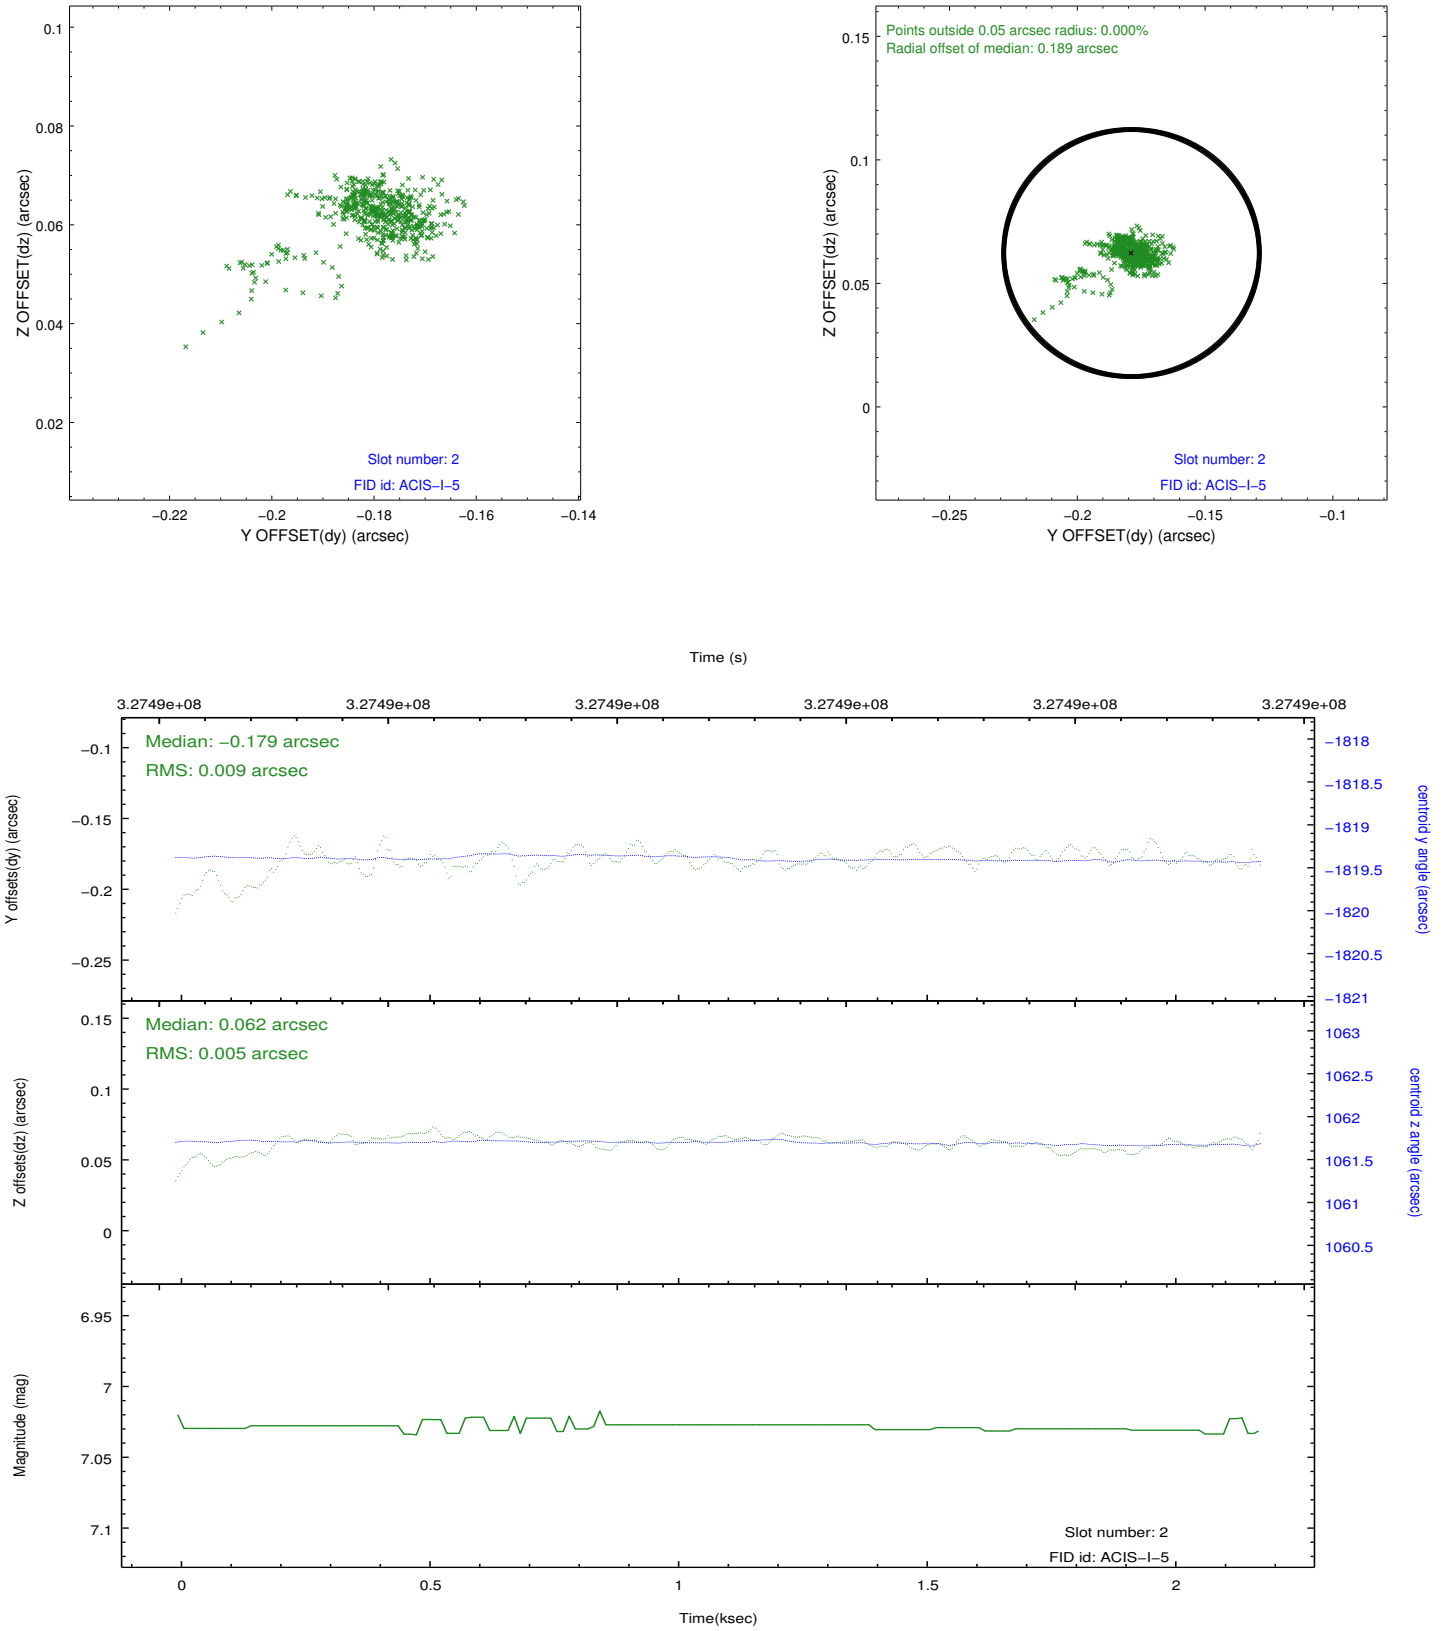 0.1
0.08
0.06
0.04
0.02
Z OFFSET(dz) (arcsec)
Slot number: 2
FID id: ACIS−I−5
−0.22
−0.2
−0.18
−0.16
−0.14
Y OFFSET(dy) (arcsec)
Points outside 0.05 arcsec radius: 0.000%
Radial offset of median: 0.189 arcsec
0.15
0.1
0.05
0
Z OFFSET(dz) (arcsec)
Slot number: 2
FID id: ACIS−I−5
−0.25
−0.2
−0.15
−0.1
Y OFFSET(dy) (arcsec)
Time (s)
3.2749e+08
3.2749e+08
3.2749e+08
3.2749e+08
3.2749e+08
3.2749e+08
Median: −0.179 arcsec
RMS: 0.009 arcsec
−0.1
−0.15
−0.2
−0.25
Y offsets(dy) (arcsec)
−1818
−1818.5
−1819
−1819.5
−1820
−1820.5
−1821
centroid y angle (arcsec)
Median: 0.062 arcsec
RMS: 0.005 arcsec
0.15
0.1
0.05
0
Z offsets(dz) (arcsec)
1063
1062.5
1062
1061.5
1061
1060.5
centroid z angle (arcsec)
6.95
7
7.05
7.1
Magnitude (mag)
Slot number: 2
FID id: ACIS−I−5
0
0.5
1
1.5
2
Time(ksec)